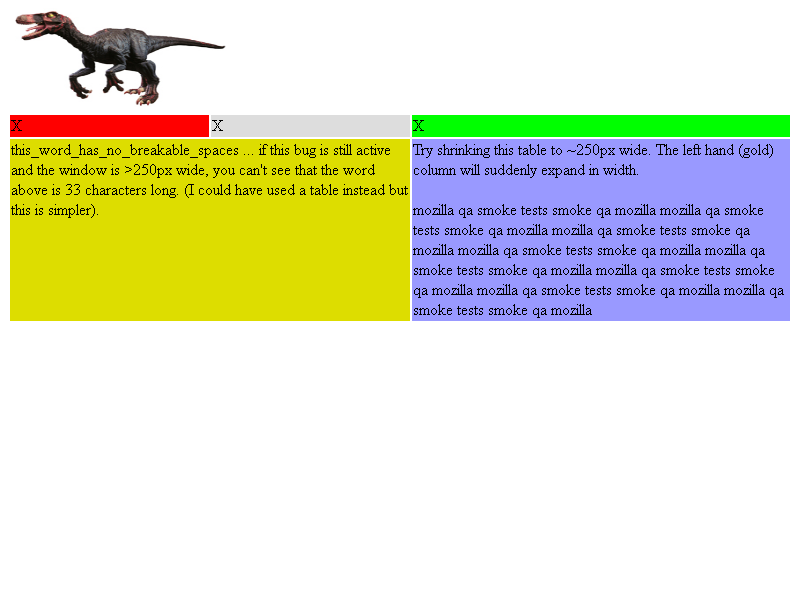 X X X
this_word_has_no_breakable_spaces ... if this bug is still active
and the window is >250px wide, you can't see that the word
above is 33 characters long. (I could have used a table instead but
this is simpler).
Try shrinking this table to ~250px wide. The left hand (gold)
column will suddenly expand in width.
mozilla qa smoke tests smoke qa mozilla mozilla qa smoke
tests smoke qa mozilla mozilla qa smoke tests smoke qa
mozilla mozilla qa smoke tests smoke qa mozilla mozilla qa
smoke tests smoke qa mozilla mozilla qa smoke tests smoke
qa mozilla mozilla qa smoke tests smoke qa mozilla mozilla qa
smoke tests smoke qa mozilla